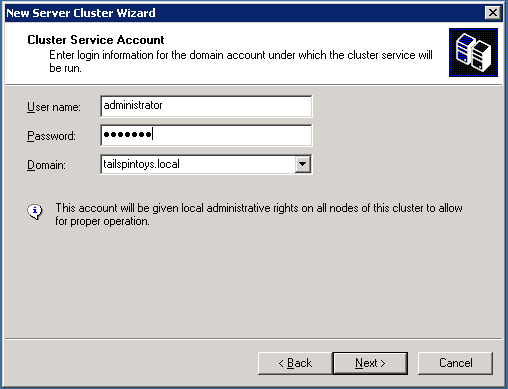 New Server Cluster Wizard
Cluster Service Account
Enter login information for the domain account under which the cluster service will
be run.
User name:
administrator
Password:
●●●●●●●
Domain:
tailspintoys.local
This account will be given local administrative rights on all nodes of this cluster to allow
for proper operation.
< Back
Next >
Cancel